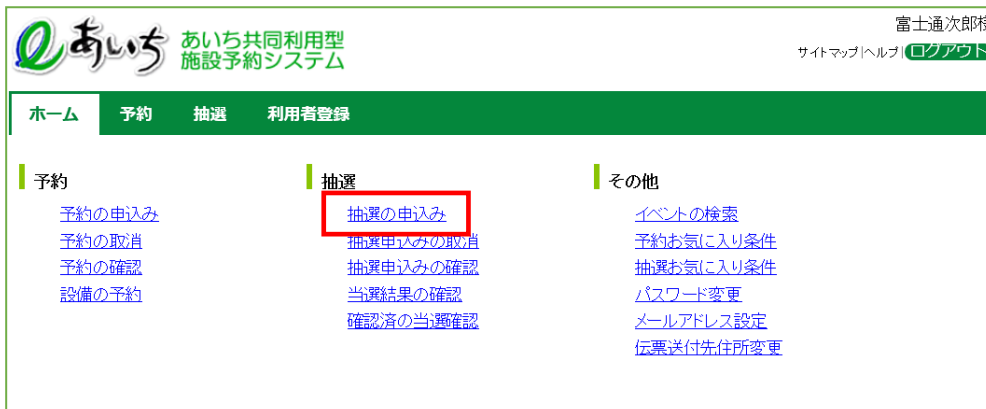 富士通次郎様
あいち あいち共同利用型
施設予約システム
サイトマップ|ヘルプ|ログアウト
ホーム 予約 抽選 利用者登録
予約
予約の申込み
予約の取消
予約の確認
設備の予約
抽選
抽選の申込み
抽選申込みの取消
抽選申込みの確認
当選結果の確認
確認済の当選確認
その他
イベントの検索
予約お気に入り条件
抽選お気に入り条件
パスワード変更
メールアドレス設定
伝票送付先住所変更